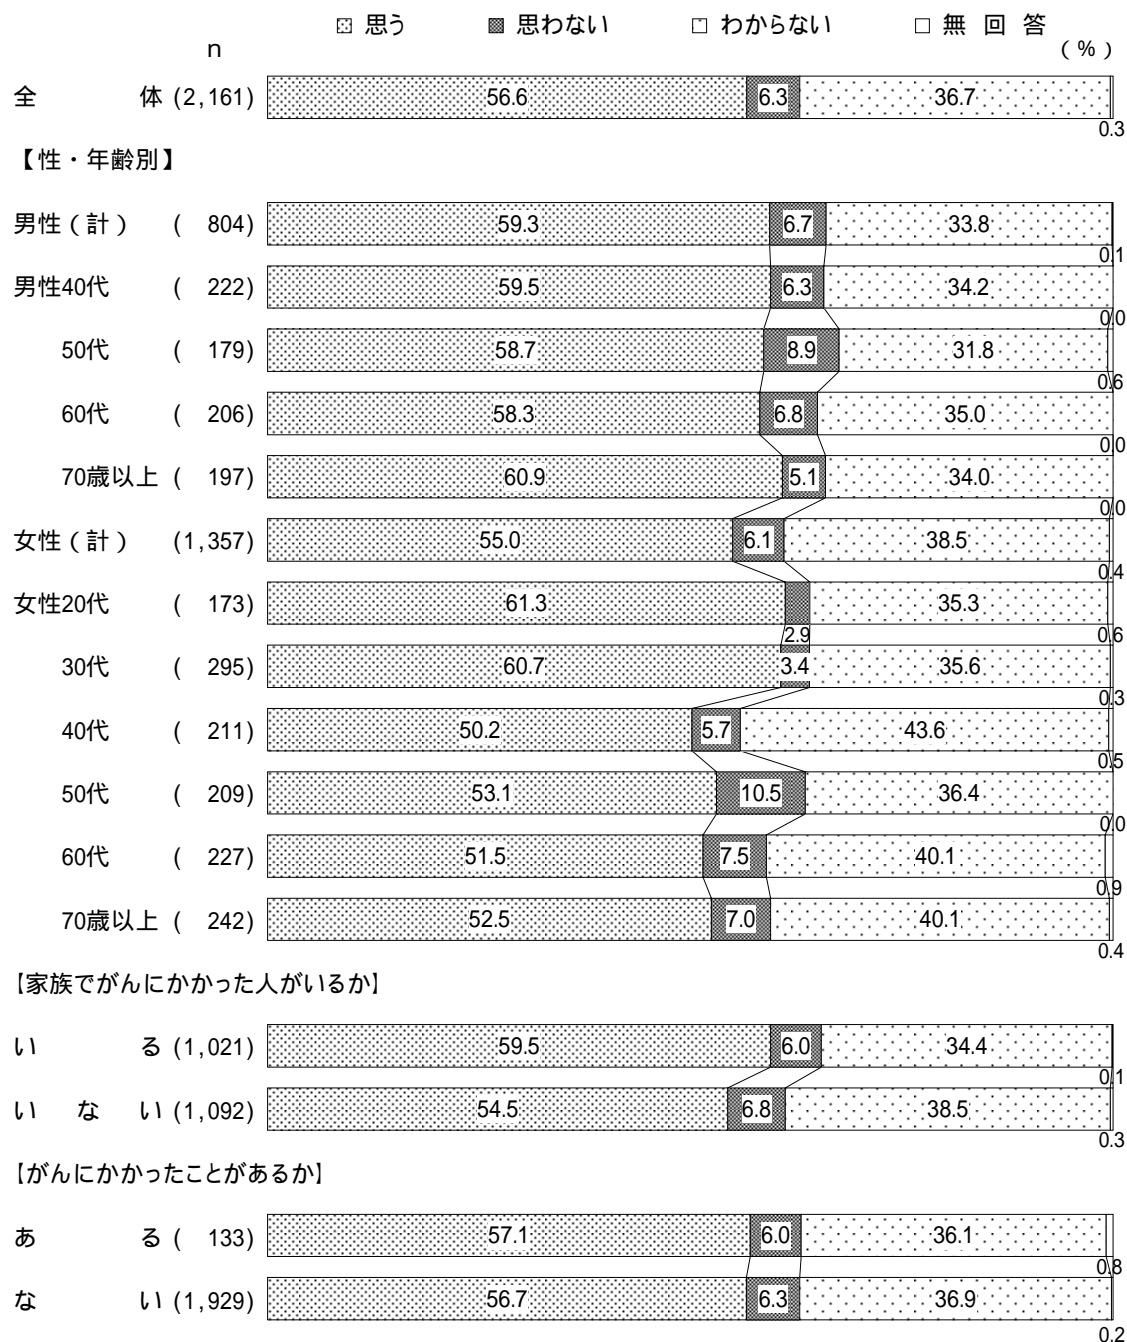 思う 思わない わからない 無 回 答
n (%)
全 体 (2,161) 56.6 6.3 36.7
0.3
【性・年齢別】
男性(計) ( 804) 59.3 6.7 33.8
0.1
男性40代 ( 222) 59.5 6.3 34.2
0.0
50代 ( 179) 58.7 8.9 31.8
0.6
60代 ( 206) 58.3 6.8 35.0
0.0
70歳以上 ( 197) 60.9 5.1 34.0
0.0
女性(計) (1,357) 55.0 6.1 38.5
0.4
女性20代 ( 173) 61.3 35.3
2.9 0.6
30代 ( 295) 60.7 3.4 35.6
0.3
40代 ( 211) 50.2 5.7 43.6
0.5
50代 ( 209) 53.1 10.5 36.4
0.0
60代 ( 227) 51.5 7.5 40.1
0.9
70歳以上 ( 242) 52.5 7.0 40.1
0.4
【家族でがんにかかった人がいるか】
い る (1,021) 59.5 6.0 34.4
0.1
い な い (1,092) 54.5 6.8 38.5
0.3
【がんにかかったことがあるか】
あ る ( 133) 57.1 6.0 36.1
0.8
な い (1,929) 56.7 6.3 36.9
0.2